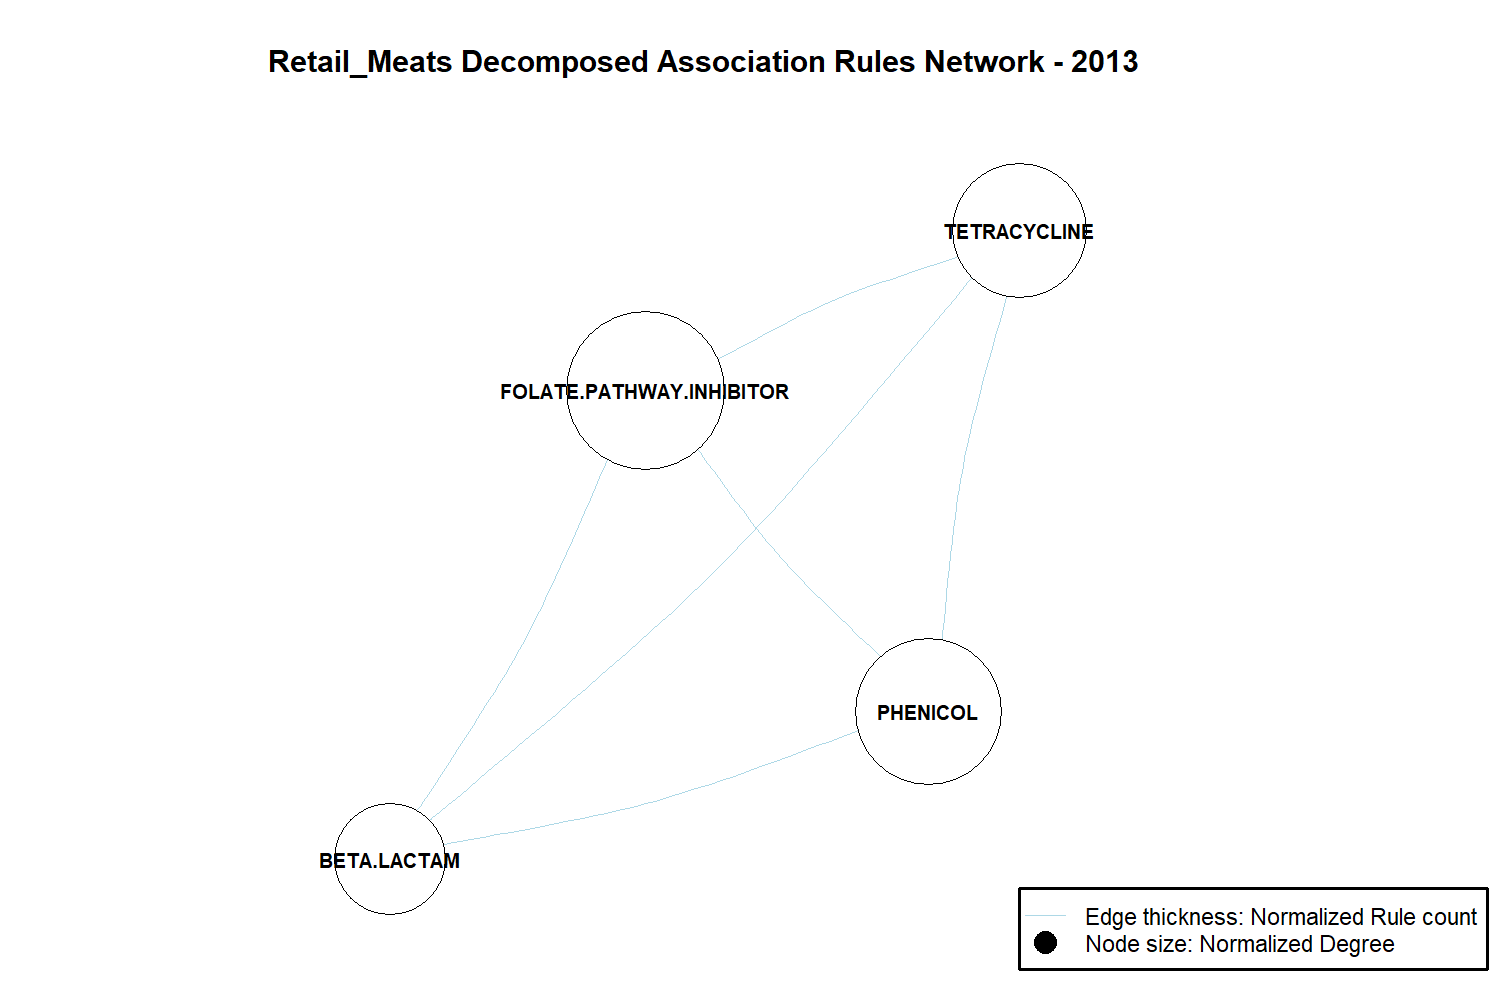 Retail_Meats Decomposed Association Rules Network - 2013
TETRACYCLINE
FOLATE.PATHWAY.INHIBITOR
PHENICOL
BETA.LACTAM
Edge thickness: Normalized Rule count
Node size: Normalized Degree